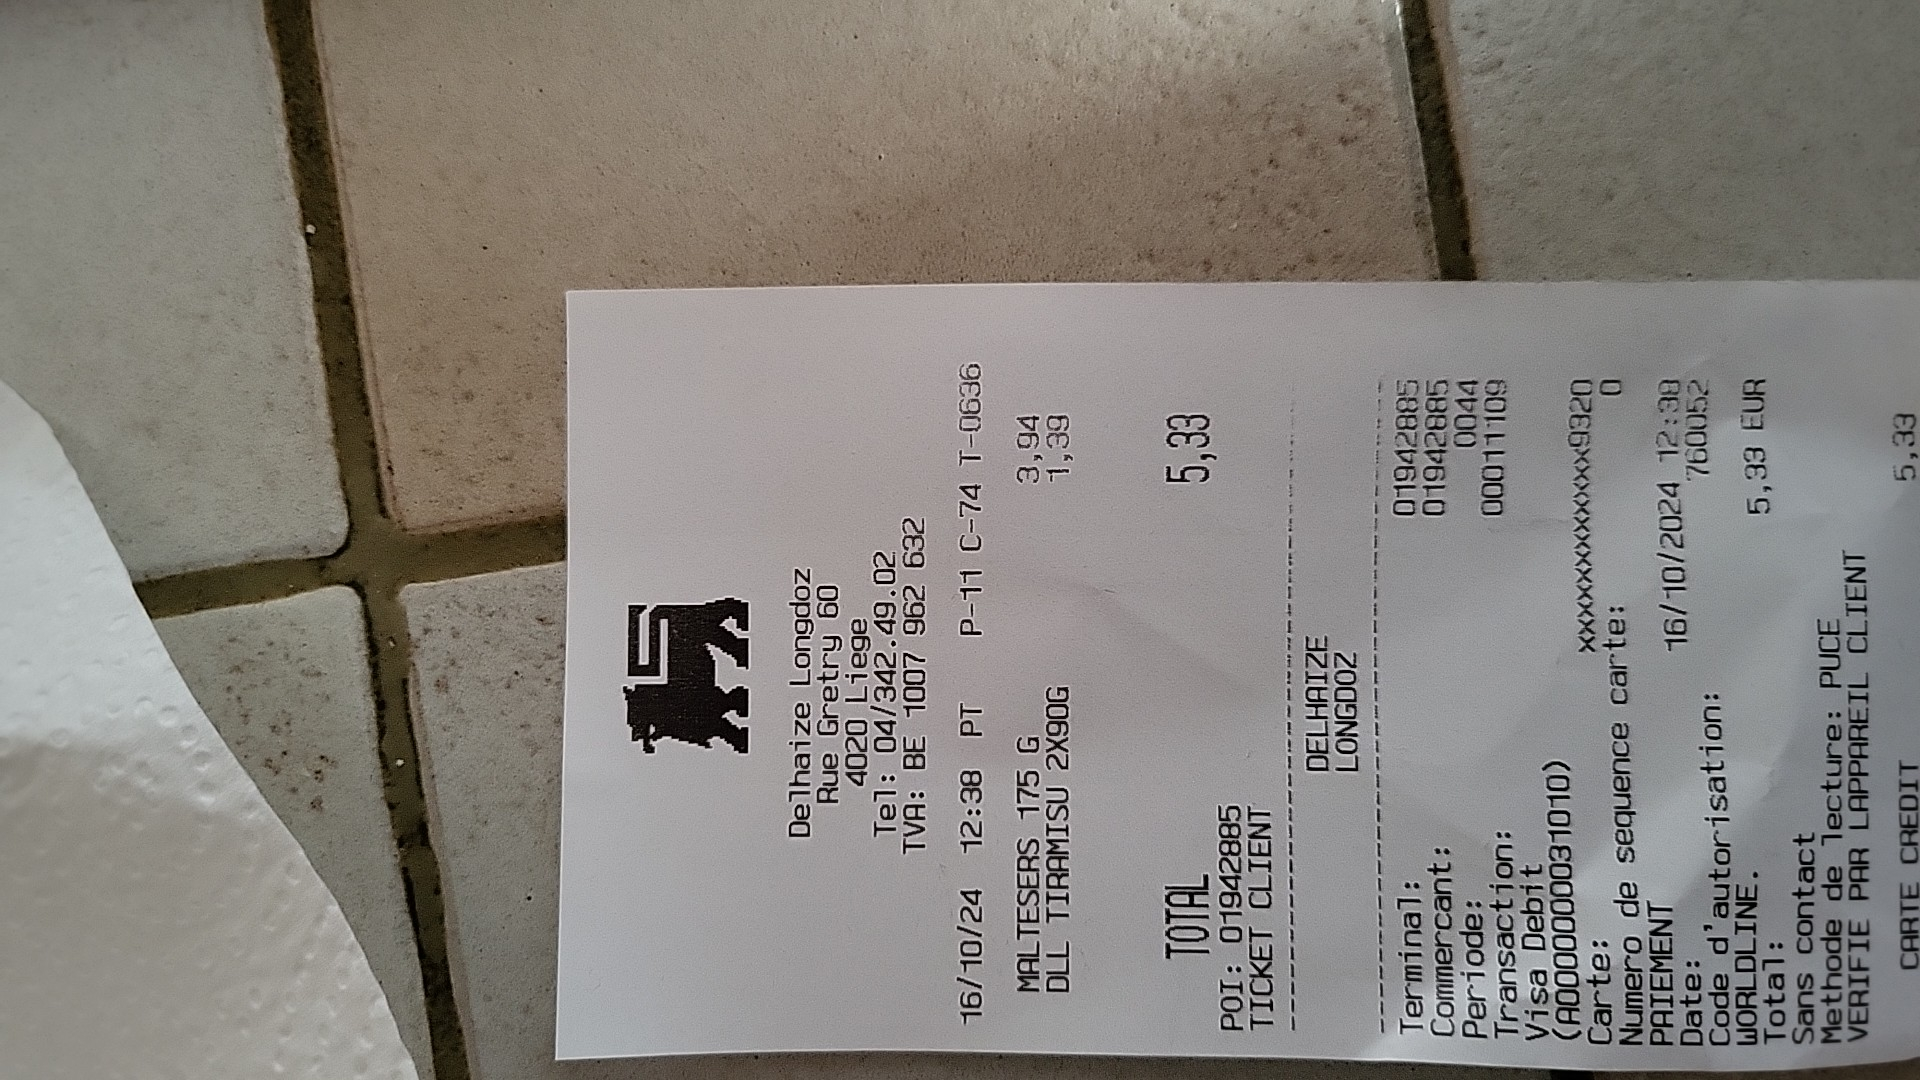 Delhaize Longdoz
Rue Gretry 60
4020 Liege
Tel: 04/342.49.02
TVA: BE 1007 962 632
16/10/24 12:38 PT P-11 C-74 T-0636
MALTESERS 175 G 3,94
DLL TIRAMISU 2X90G 1,39
TOTAL 5,33
POI: 01942885
TICKET CLIENT
DELHAIZE
LONGDOZ
Terminal: 01942885
Commercant: 01942885
Periode: 0044
Transaction: 00011109
Visa Debit
(A0000000031010)
Carte: xxxxxxxxxxxxxxx9320
Numero de sequence carte: 0
PAIEMENT
Date: 16/10/2024 12:38
Code d'autorisation: 760052
WORLDLINE.
Total: 5,33 EUR
Sans contact
Methode de lecture: PUCE
VERIFIE PAR LAPPAREIL CLIENT
CARTE CREDIT 5,33